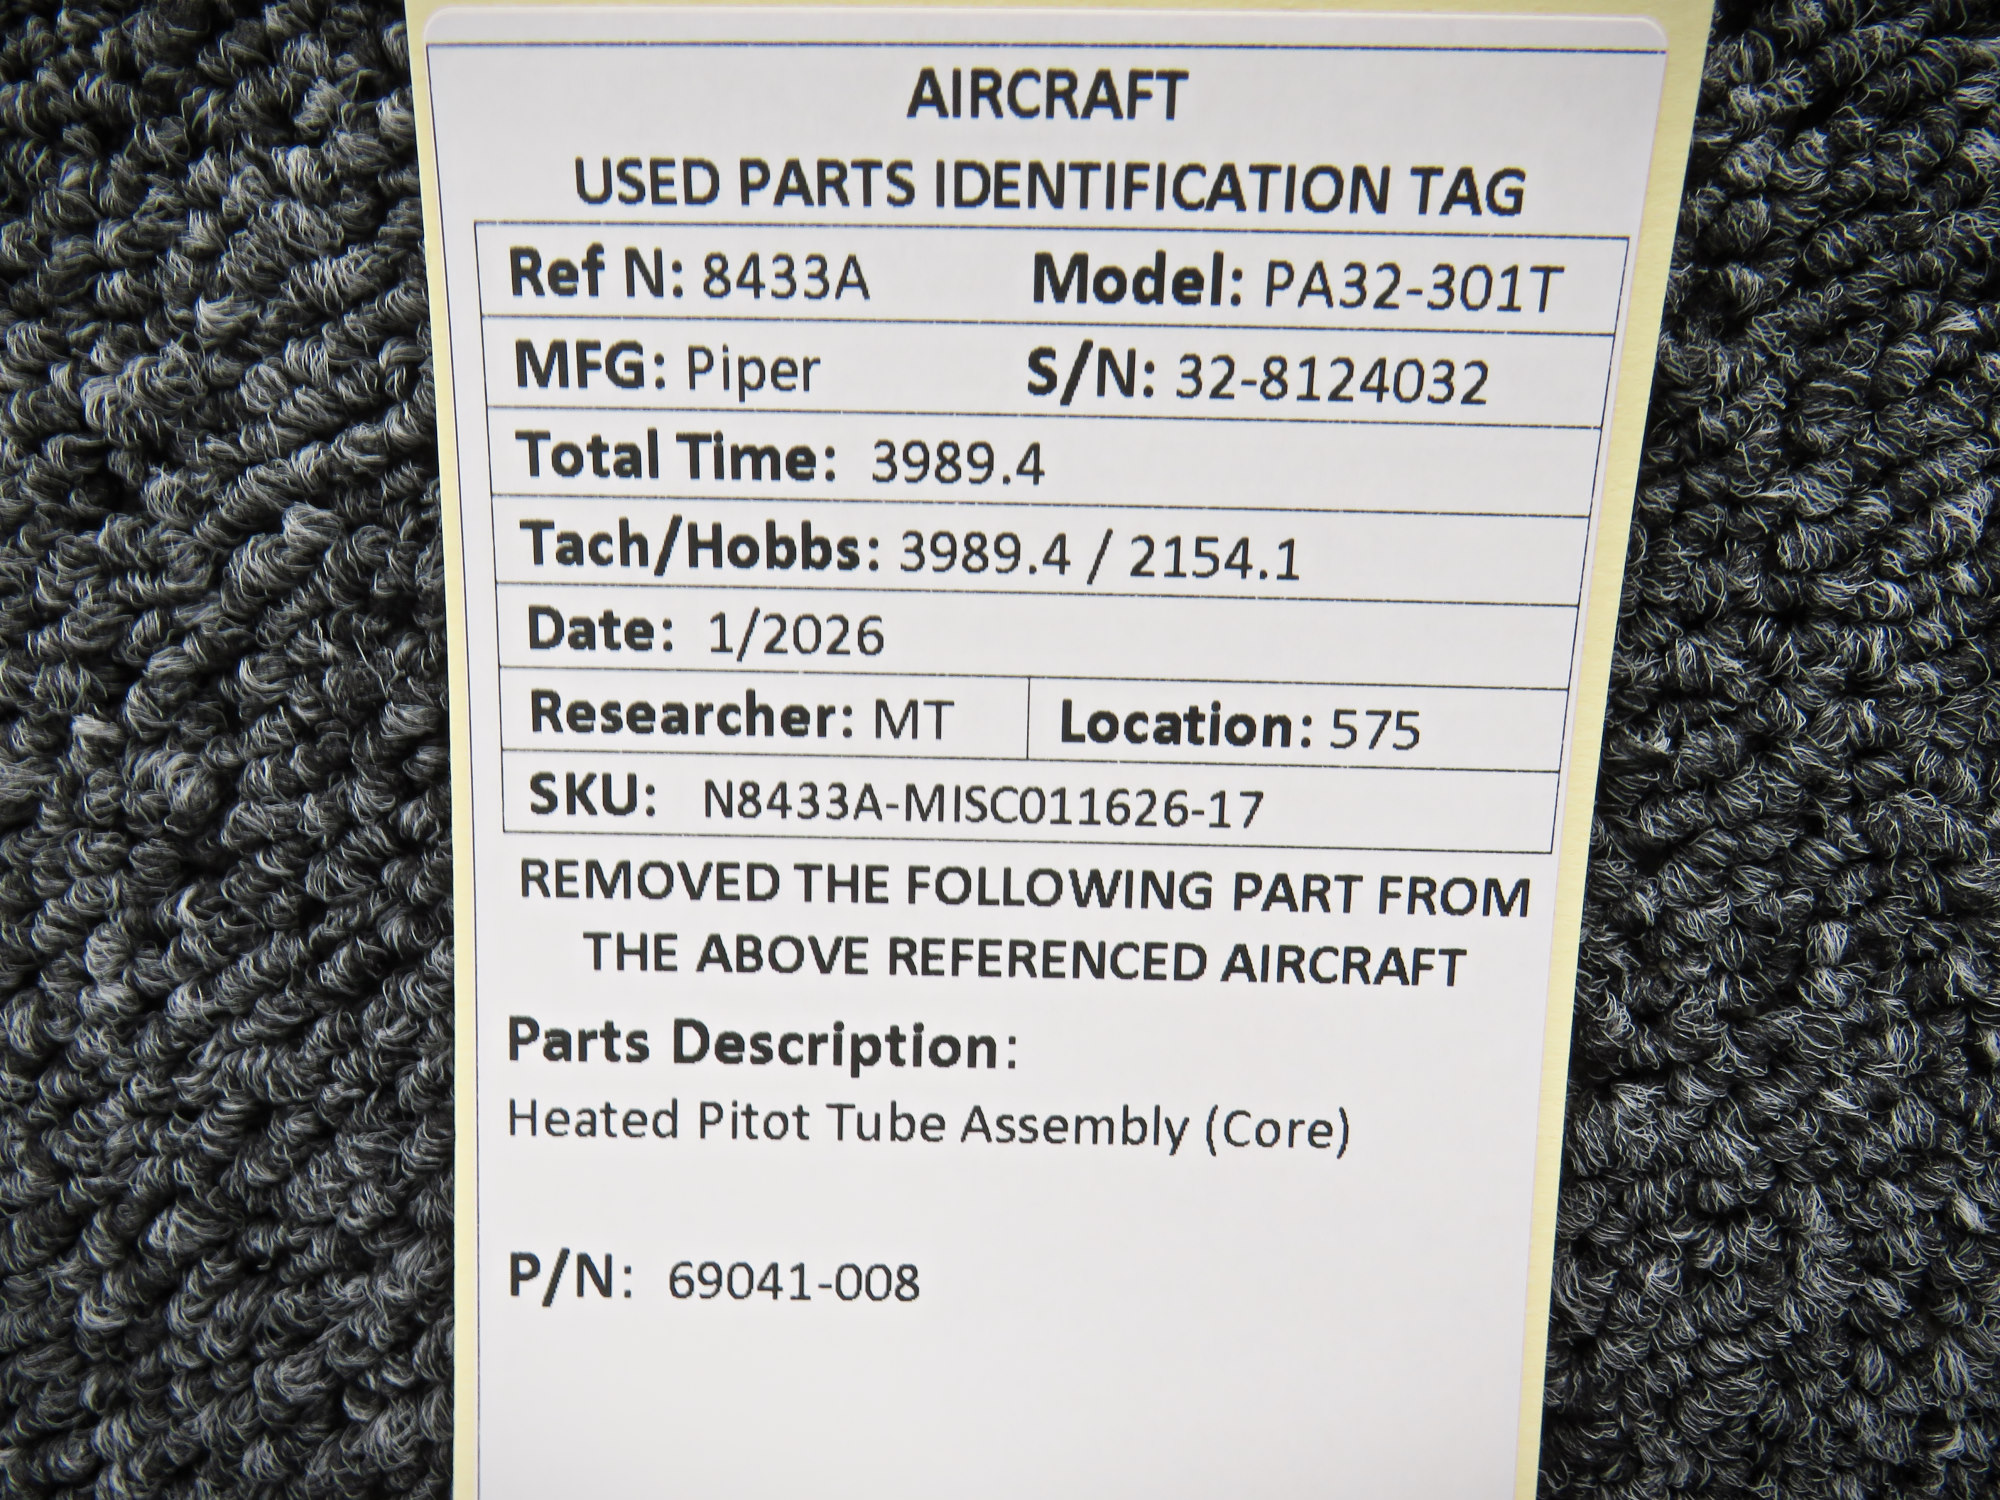 AIRCRAFT
USED PARTS IDENTIFICATION TAG
Ref N: 8433A Model: PA32-301T
MFG: Piper S/N: 32-8124032
Total Time: 3989.4
Tach/Hobbs: 3989.4 / 2154.1
Date: 1/2026
Researcher: MT Location: 575
SKU: N8433A-MISC011626-17
REMOVED THE FOLLOWING PART FROM
THE ABOVE REFERENCED AIRCRAFT
Parts Description:
Heated Pitot Tube Assembly (Core)
P/N: 69041-008